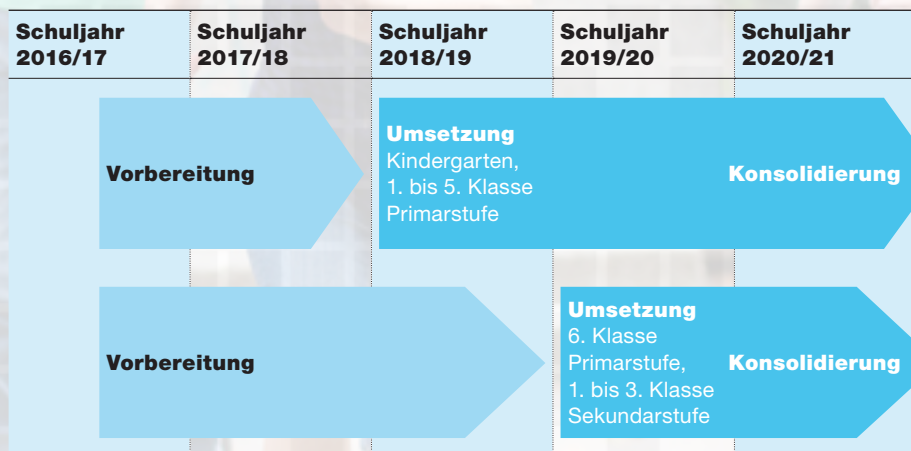 Schuljahr
2016/17
Schuljahr
2017/18
Schuljahr
2018/19
Schuljahr
2019/20
Schuljahr
2020/21
Vorbereitung
Umsetzung
Kindergarten,
1. bis 5. Klasse
Primarstufe
Konsolidierung
Vorbereitung
Umsetzung
6. Klasse
Primarstufe,
1. bis 3. Klasse
Sekundarstufe
Konsolidierung